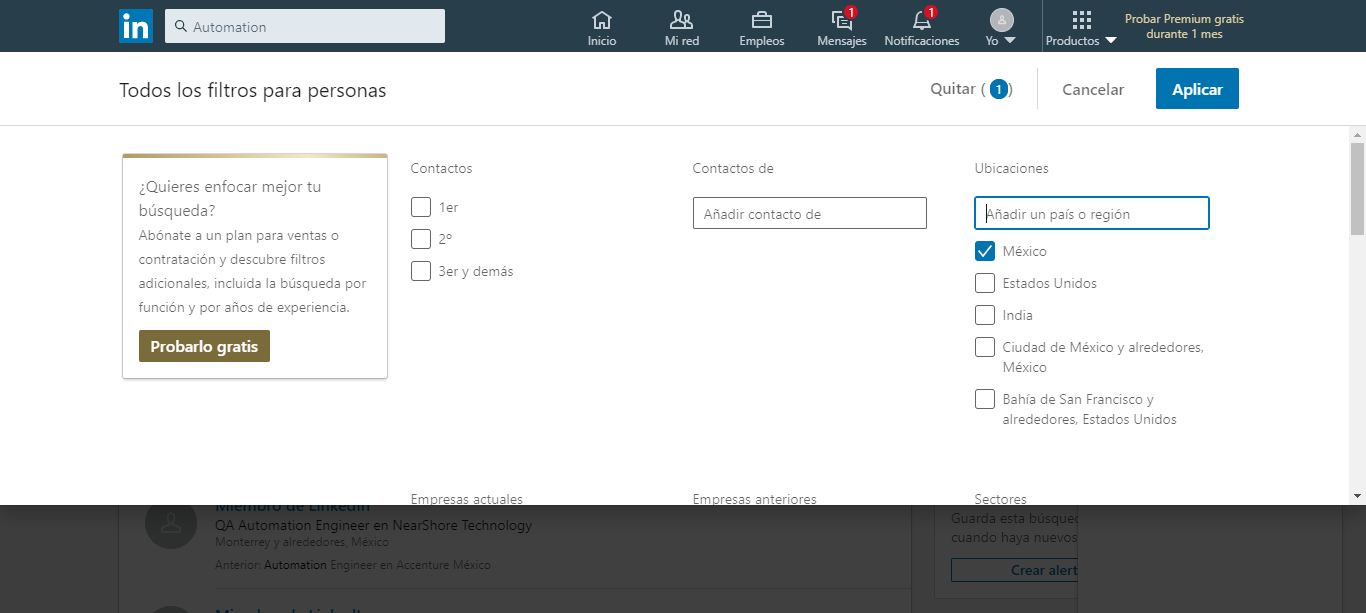 in
Automation
Inicio
Mi red
Empleos
1
Mensajes
1
Notificaciones
Yo
Productos
Probar Premium gratis
durante 1 mes
Todos los filtros para personas
Quitar (1)
Cancelar
Aplicar
¿Quieres enfocar mejor tu
búsqueda?
Abónate a un plan para ventas o
contratación y descubre filtros
adicionales, incluida la búsqueda por
función y por años de experiencia.
Probarlo gratis
Contactos
1er
2º
3er y demás
Contactos de
Añadir contacto de
Ubicaciones
Añadir un país o región
México
Estados Unidos
India
Ciudad de México y alrededores,
México
Bahía de San Francisco y
alrededores, Estados Unidos
Empresas actuales
Empresas anteriores
Sectores
Miembro de LinkedIn
QA Automation Engineer en NearShore Technology
Monterrey y alrededores, México
Anterior: Automation Engineer en Accenture México
Guarda esta búsqued
cuando haya nuevos
Crear alert